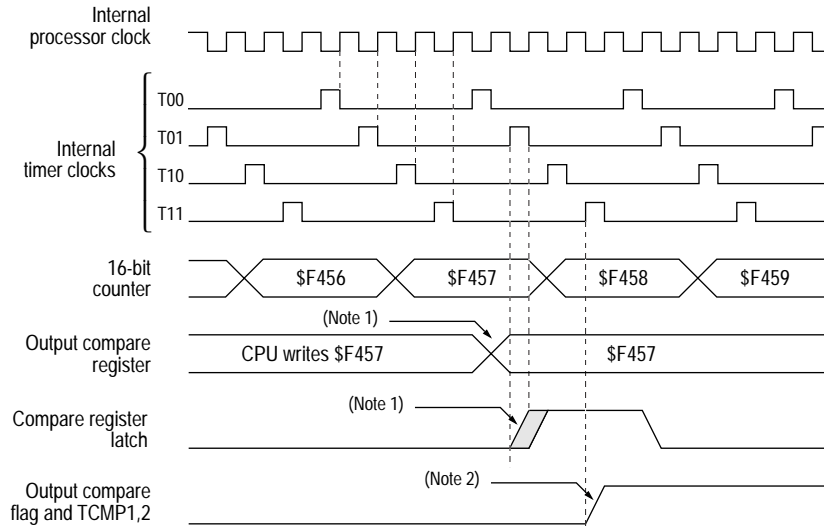 Internal
processor clock
Internal
timer clocks
T00
T01
T10
T11
16-bit
counter
$F456
$F457
$F458
$F459
(Note 1)
Output compare
register
CPU writes $F457
$F457
(Note 1)
Compare register
latch
(Note 2)
Output compare
flag and TCMP1,2